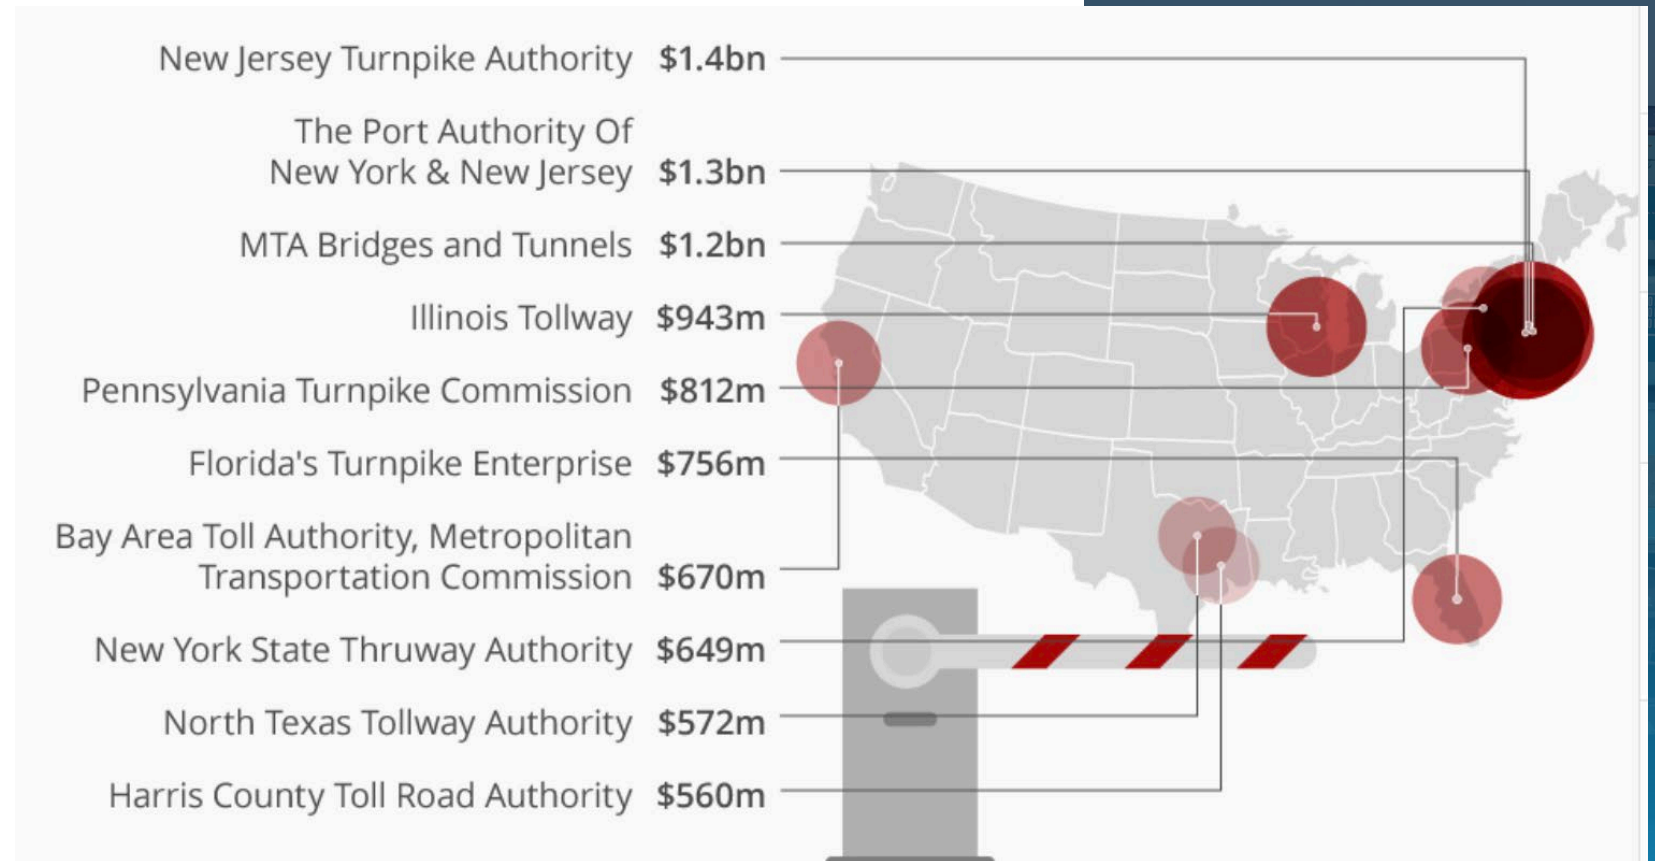 New Jersey Turnpike Authority $1.4bn
The Port Authority Of
New York & New Jersey $1.3bn
MTA Bridges and Tunnels $1.2bn
Illinois Tollway $943m
Pennsylvania Turnpike Commission $812m
Florida's Turnpike Enterprise $756m
Bay Area Toll Authority, Metropolitan
Transportation Commission $670m
New York State Thruway Authority $649m
North Texas Tollway Authority $572m
Harris County Toll Road Authority $560m